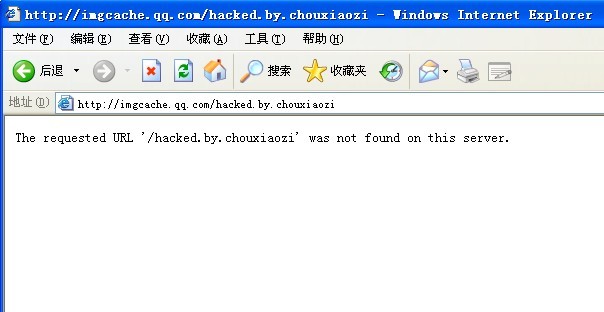 http://imgcache.qq.com/hacked.by.chouxiaozi - Windows Internet Explorer
文件(F) 编辑(E) 查看(V) 收藏(A) 工具(T) 帮助(H)
后退 搜索 收藏夹
地址(D) http://imgcache.qq.com/hacked.by.chouxiaozi
The requested URL '/hacked.by.chouxiaozi' was not found on this server.